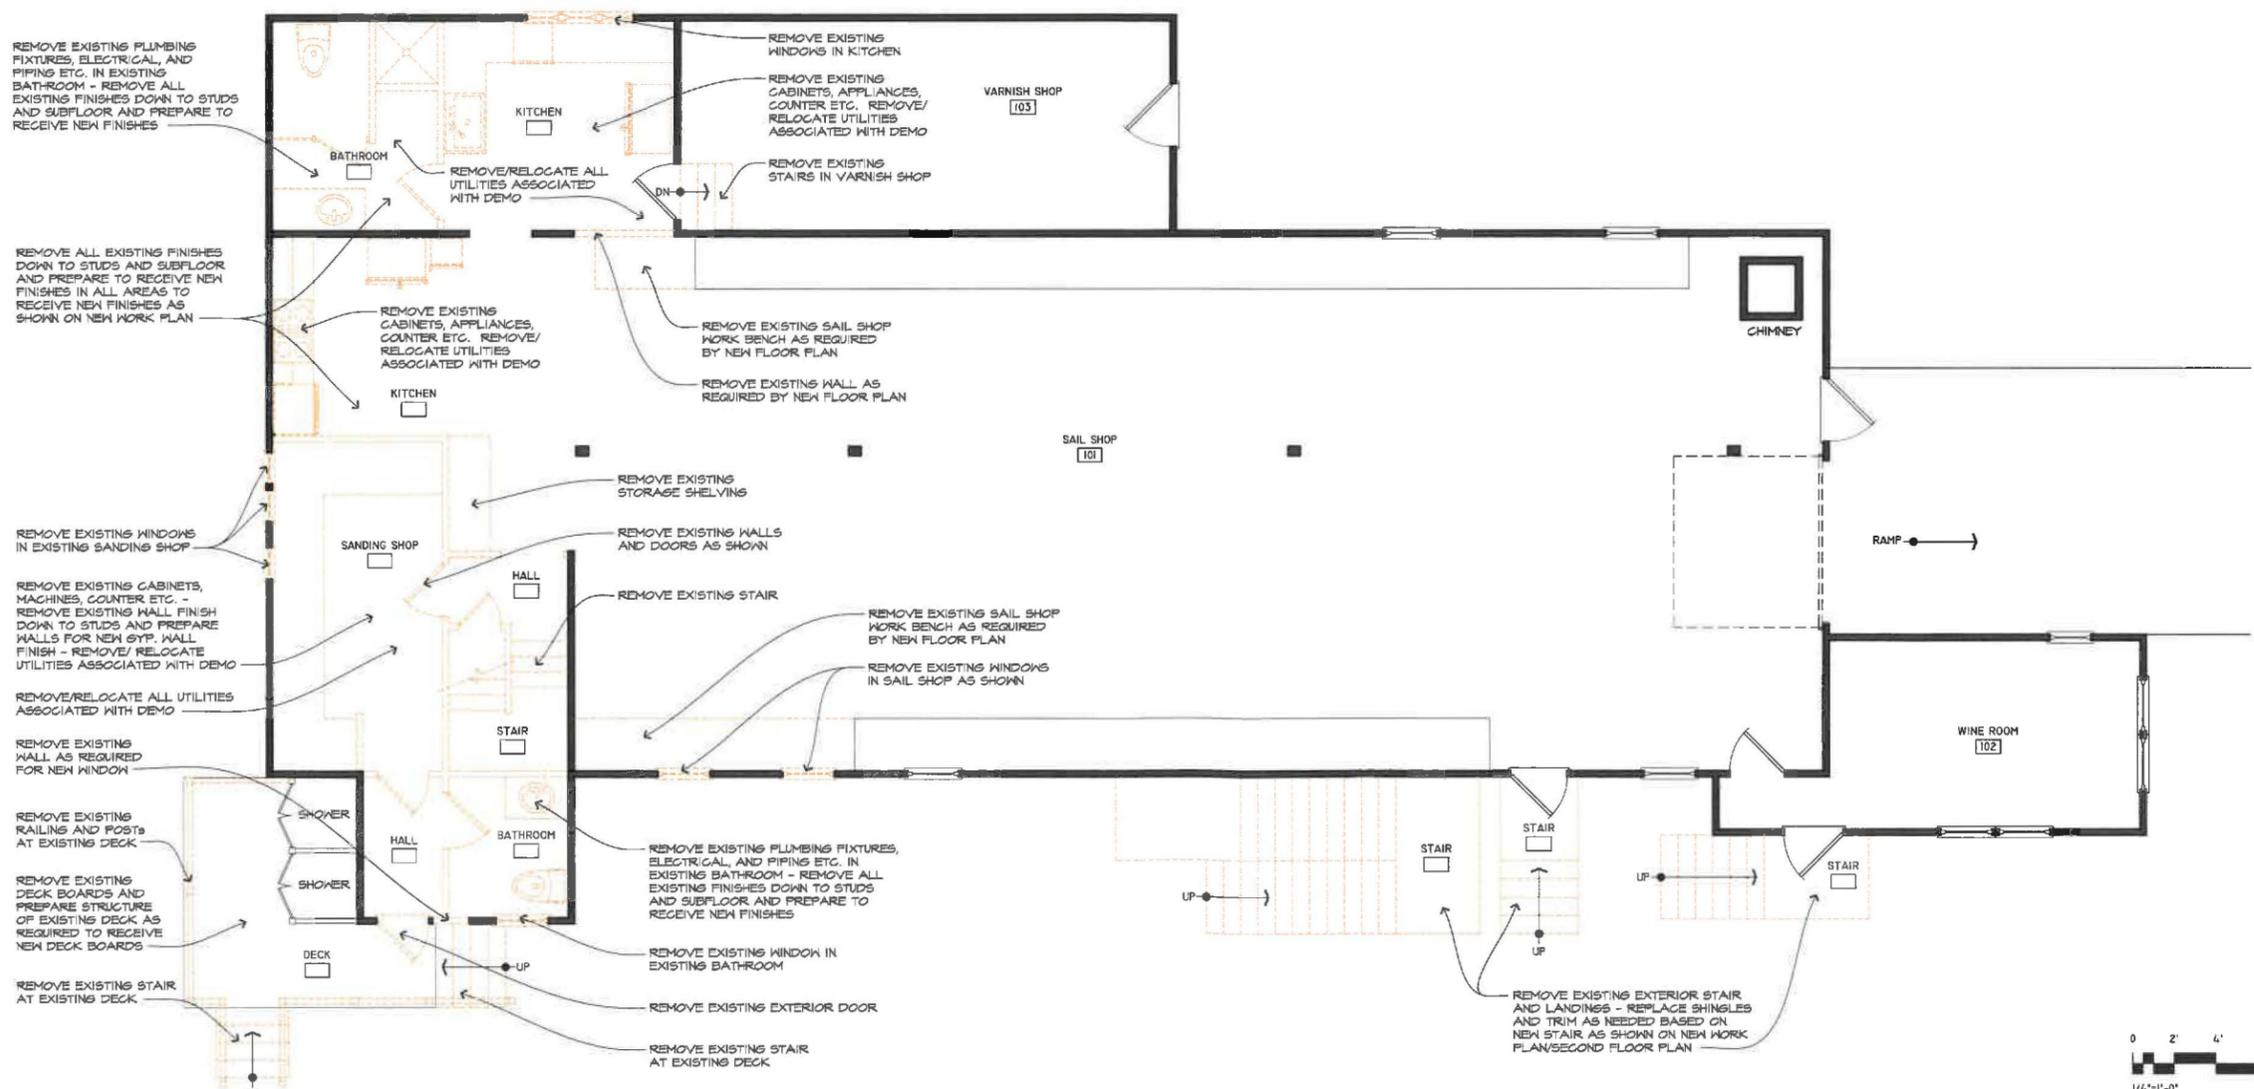 REMOVE EXISTING PLUMBING
FIXTURES, ELECTRICAL, AND
PIPING ETC. IN EXISTING
BATHROOM - REMOVE ALL
EXISTING FINISHES DOWN TO STUDS
AND SUBFLOOR AND PREPARE TO
RECEIVE NEW FINISHES
REMOVE EXISTING
WINDOWS IN KITCHEN
REMOVE EXISTING
CABINETS, APPLIANCES,
COUNTER ETC. REMOVE/
RELOCATE UTILITIES
ASSOCIATED WITH DEMO
KITCHEN
VARNISH SHOP
103
BATHROOM
REMOVE/RELOCATE ALL
UTILITIES ASSOCIATED
WITH DEMO
REMOVE EXISTING
STAIRS IN VARNISH SHOP
DN
REMOVE ALL EXISTING FINISHES
DOWN TO STUDS AND SUBFLOOR
AND PREPARE TO RECEIVE NEW
FINISHES IN ALL AREAS TO
RECEIVE NEW FINISHES AS
SHOWN ON NEW WORK PLAN
REMOVE EXISTING
CABINETS, APPLIANCES,
COUNTER ETC. REMOVE/
RELOCATE UTILITIES
ASSOCIATED WITH DEMO
REMOVE EXISTING SAIL SHOP
WORK BENCH AS REQUIRED
BY NEW FLOOR PLAN
CHIMNEY
REMOVE EXISTING WALL AS
REQUIRED BY NEW FLOOR PLAN
KITCHEN
SAIL SHOP
101
REMOVE EXISTING
STORAGE SHELVING
REMOVE EXISTING WINDOWS
IN EXISTING SANDING SHOP
SANDING SHOP
REMOVE EXISTING WALLS
AND DOORS AS SHOWN
RAMP
HALL
REMOVE EXISTING CABINETS,
MACHINES, COUNTER ETC. -
REMOVE EXISTING WALL FINISH
DOWN TO STUDS AND PREPARE
WALLS FOR NEW GYP. WALL
FINISH - REMOVE/ RELOCATE
UTILITIES ASSOCIATED WITH DEMO
REMOVE EXISTING STAIR
REMOVE EXISTING SAIL SHOP
WORK BENCH AS REQUIRED
BY NEW FLOOR PLAN
REMOVE EXISTING WINDOWS
IN SAIL SHOP AS SHOWN
REMOVE/RELOCATE ALL UTILITIES
ASSOCIATED WITH DEMO
STAIR
WINE ROOM
102
REMOVE EXISTING
WALL AS REQUIRED
FOR NEW WINDOW
REMOVE EXISTING
RAILING AND POSTs
AT EXISTING DECK
SHOWER
HALL
BATHROOM
REMOVE EXISTING PLUMBING FIXTURES,
ELECTRICAL, AND PIPING ETC. IN
EXISTING BATHROOM - REMOVE ALL
EXISTING FINISHES DOWN TO STUDS
AND SUBFLOOR AND PREPARE TO
RECEIVE NEW FINISHES
STAIR
STAIR
STAIR
UP
UP
UP
REMOVE EXISTING
DECK BOARDS AND
PREPARE STRUCTURE
OF EXISTING DECK AS
REQUIRED TO RECEIVE
NEW DECK BOARDS
SHOWER
DECK
UP
REMOVE EXISTING WINDOW IN
EXISTING BATHROOM
REMOVE EXISTING STAIR
AT EXISTING DECK
REMOVE EXISTING EXTERIOR DOOR
REMOVE EXISTING STAIR
AT EXISTING DECK
REMOVE EXISTING EXTERIOR STAIR
AND LANDINGS - REPLACE SHINGLES
AND TRIM AS NEEDED BASED ON
NEW STAIR AS SHOWN ON NEW WORK
PLAN/SECOND FLOOR PLAN
0 2' 4'